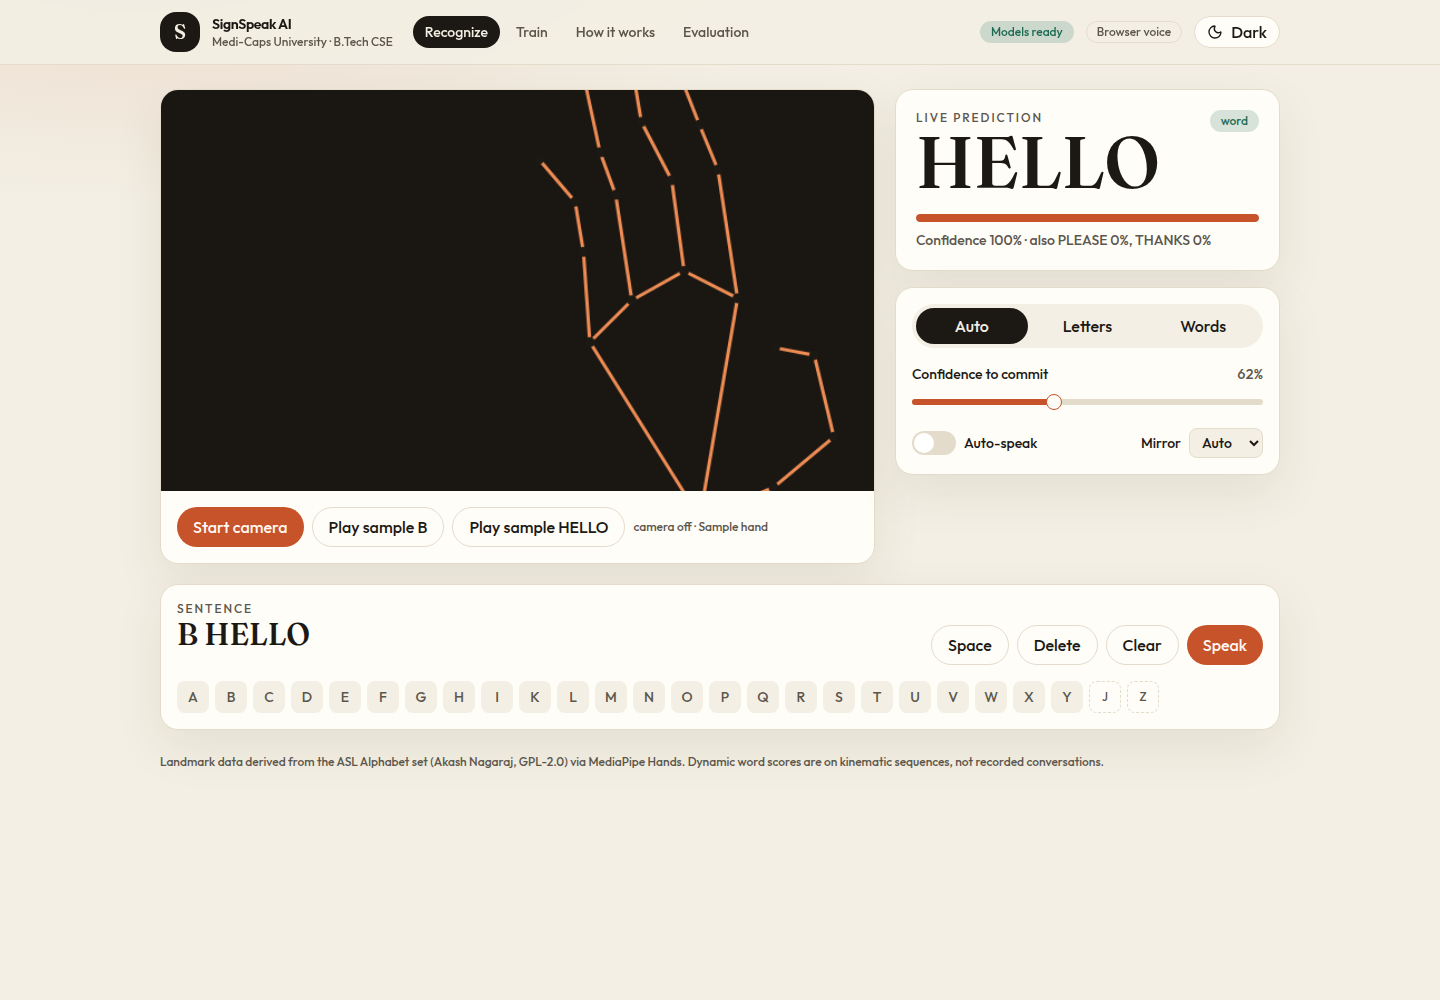 S
SignSpeak AI
Medi-Caps University · B.Tech CSE
Recognize
Train
How it works
Evaluation
Models ready
Browser voice
Dark
LIVE PREDICTION
word
HELLO
Confidence 100% · also PLEASE 0%, THANKS 0%
Auto
Letters
Words
Confidence to commit
62%
Auto-speak
Mirror
Auto
Start camera
Play sample B
Play sample HELLO
camera off · Sample hand
SENTENCE
B HELLO
Space
Delete
Clear
Speak
A B C D E F G H I K L M N O P Q R S T U V W X Y J Z
Landmark data derived from the ASL Alphabet set (Akash Nagaraj, GPL-2.0) via MediaPipe Hands. Dynamic word scores are on kinematic sequences, not recorded conversations.